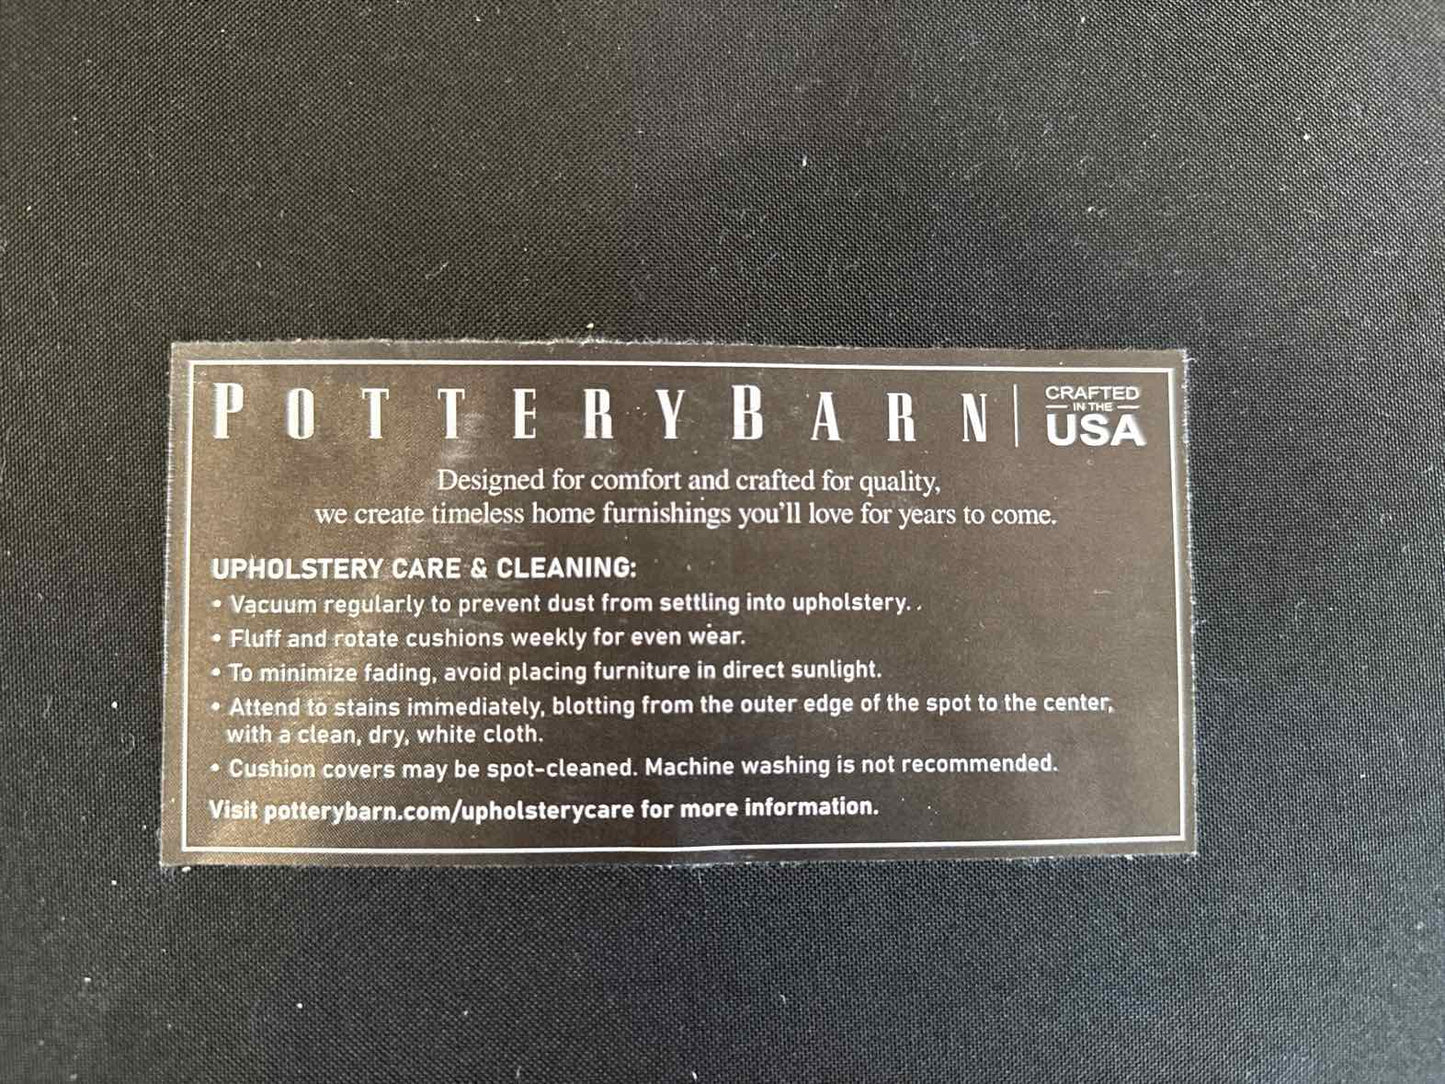 POTTERY BARN | CRAFTED IN THE USA
Designed for comfort and crafted for quality,
we create timeless home furnishings you'll love for years to come.
UPHOLSTERY CARE & CLEANING:
• Vacuum regularly to prevent dust from settling into upholstery. .
• Fluff and rotate cushions weekly for even wear.
• To minimize fading, avoid placing furniture in direct sunlight.
• Attend to stains immediately, blotting from the outer edge of the spot to the center,
with a clean, dry, white cloth.
• Cushion covers may be spot-cleaned. Machine washing is not recommended.
Visit potterybarn.com/upholsterycare for more information.